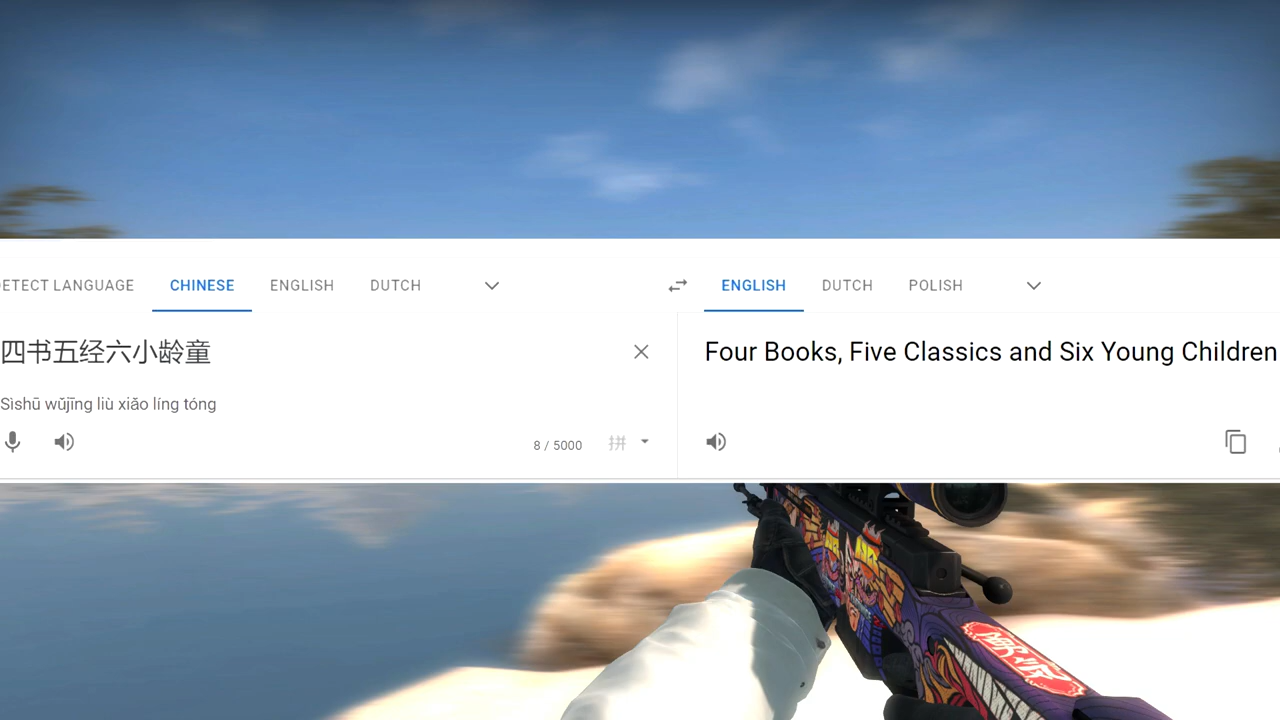 ETECT LANGUAGE CHINESE ENGLISH DUTCH ENGLISH DUTCH POLISH
四书五经六小龄童
Four Books, Five Classics and Six Young Children
Sìshū wǔjīng liù xiǎo líng tóng
8 / 5000 拼